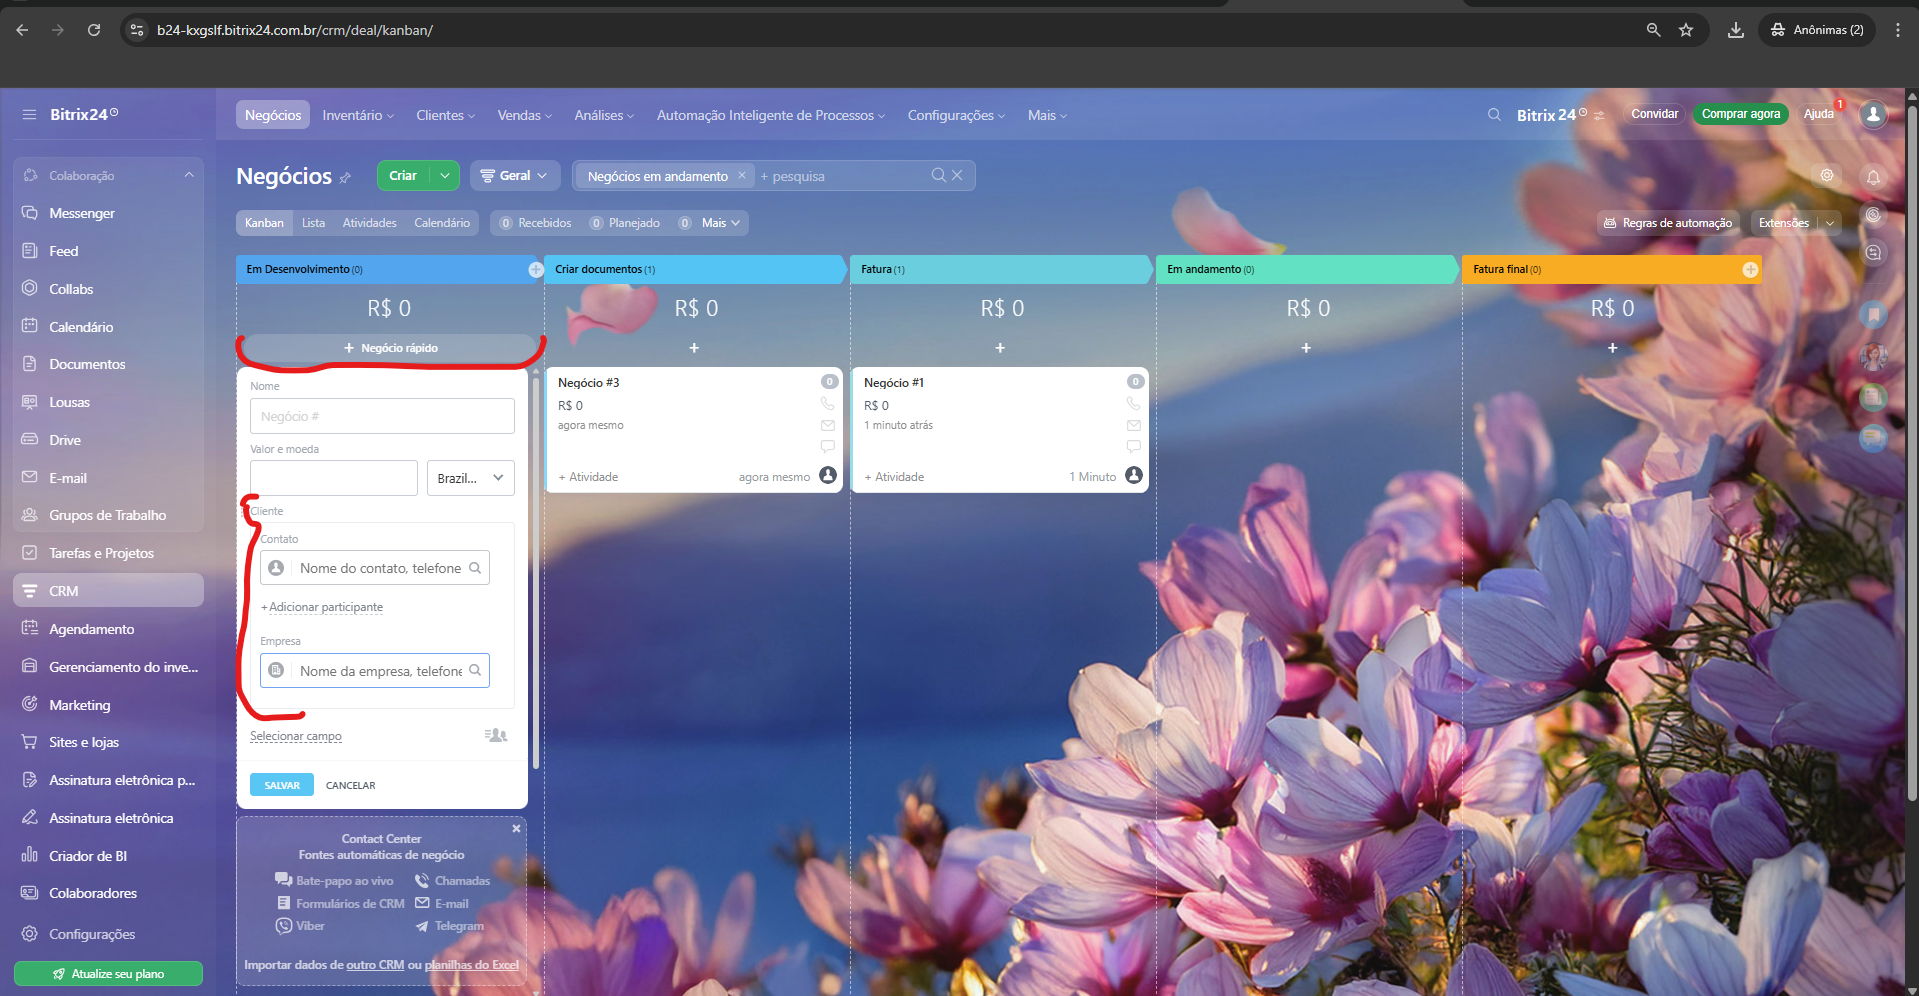 b24-kxgslf.bitrix24.com.br/crm/deal/kanban/
Anônimas (2)
Bitrix24
Negócios
Inventário
Clientes
Vendas
Análises
Automação Inteligente de Processos
Configurações
Mais
Bitrix 24
Convidar
Comprar agora
Ajuda
1
Colaboração
Messenger
Feed
Collabs
Calendário
Documentos
Lousas
Drive
E-mail
Grupos de Trabalho
Tarefas e Projetos
CRM
Agendamento
Gerenciamento do inve...
Marketing
Sites e lojas
Assinatura eletrônica p...
Assinatura eletrônica
Criador de BI
Colaboradores
Configurações
Atualize seu plano
Negócios
Criar
Geral
Negócios em andamento
+ pesquisa
Kanban
Lista
Atividades
Calendário
0 Recebidos
0 Planejado
0 Mais
Regras de automação
Extensões
Em Desenvolvimento (0)
R$ 0
+ Negócio rápido
Nome
Negócio #
Valor e moeda
Brazil...
Cliente
Contato
Nome do contato, telefone
+ Adicionar participante
Empresa
Nome da empresa, telefone
Selecionar campo
SALVAR
CANCELAR
Contact Center
Fontes automáticas de negócio
Bate-papo ao vivo
Chamadas
Formulários de CRM
E-mail
Viber
Telegram
Importar dados de outro CRM ou planilhas do Excel
Criar documentos (1)
R$ 0
+
Negócio #3
0
R$ 0
agora mesmo
+ Atividade
agora mesmo
Fatura (1)
R$ 0
+
Negócio #1
0
R$ 0
1 minuto atrás
+ Atividade
1 Minuto
Em andamento (0)
R$ 0
+
Fatura final (0)
R$ 0
+